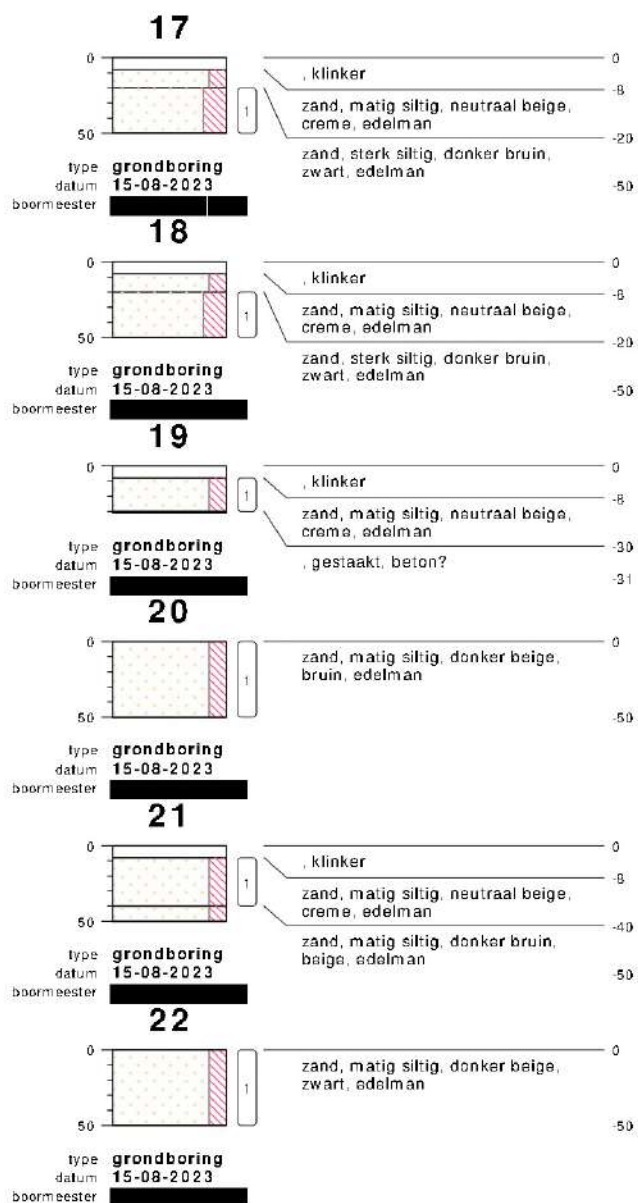 17
0
0
, klinker
-8
zand, matig siltig, neutraal beige,
creme, edelman
-20
1
zand, sterk siltig, donker bruin,
zwart, edelman
50
-50
type grondboring
datum 15-08-2023
boormeester
18
0
0
, klinker
-8
zand, matig siltig, neutraal beige,
creme, edelman
-20
1
zand, sterk siltig, donker bruin,
zwart, edelman
50
-50
type grondboring
datum 15-08-2023
boormeester
19
0
0
, klinker
-8
1
zand, matig siltig, neutraal beige,
creme, edelman
-30
, gestaakt, beton?
-31
type grondboring
datum 15-08-2023
boormeester
20
0
0
zand, matig siltig, donker beige,
bruin, edelman
1
50
-50
type grondboring
datum 15-08-2023
boormeester
21
0
0
, klinker
-8
1
zand, matig siltig, neutraal beige,
creme, edelman
-40
zand, matig siltig, donker bruin,
beige, edelman
50
-50
type grondboring
datum 15-08-2023
boormeester
22
0
0
zand, matig siltig, donker beige,
zwart, edelman
1
50
-50
type grondboring
datum 15-08-2023
boormeester